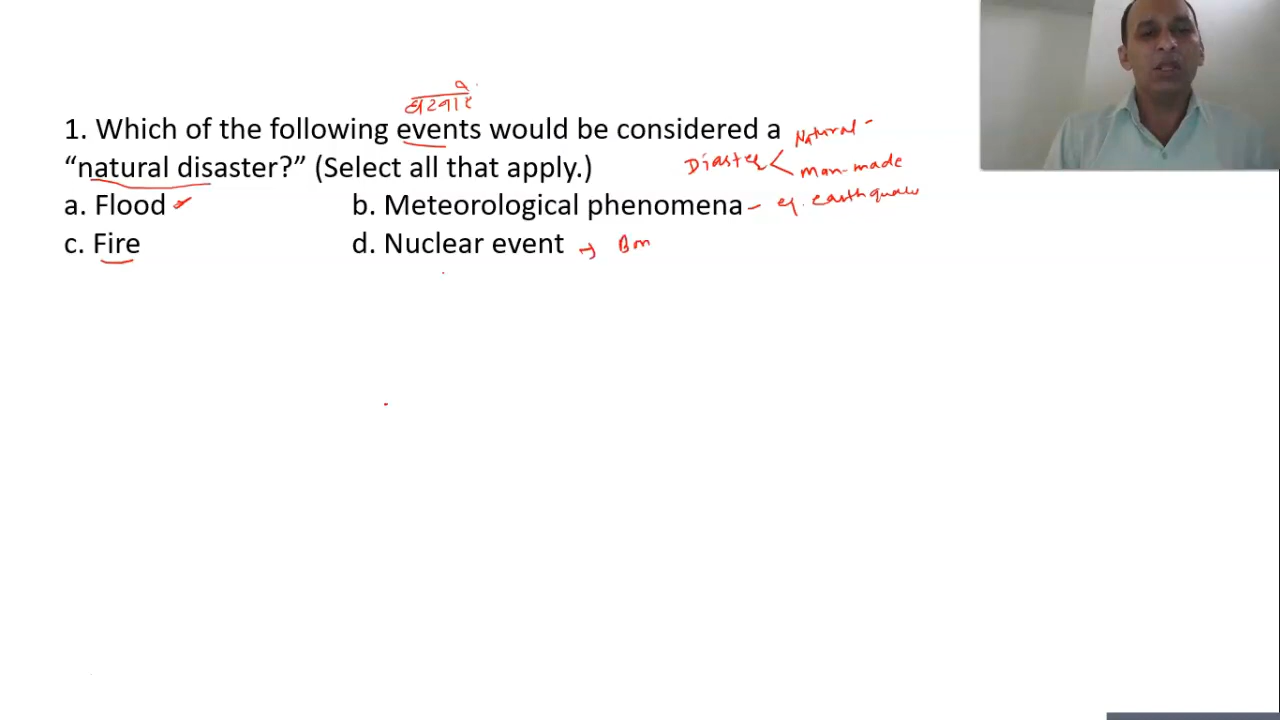 घटनाएं
1. Which of the following events would be considered a
“natural disaster?” (Select all that apply.)
a. Flood b. Meteorological phenomena
c. Fire d. Nuclear event
Natural -
Diaster < Man-made
- eg. earthquake
→ Bm